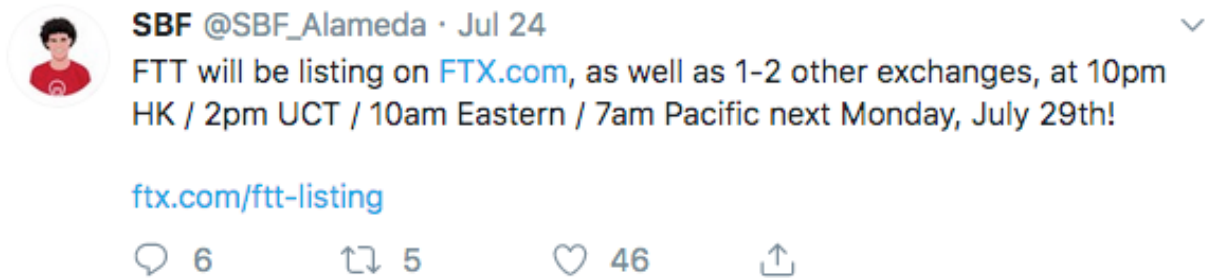 SBF @SBF_Alameda · Jul 24
FTT will be listing on FTX.com, as well as 1-2 other exchanges, at 10pm
HK / 2pm UCT / 10am Eastern / 7am Pacific next Monday, July 29th!
ftx.com/ftt-listing
6 5 46